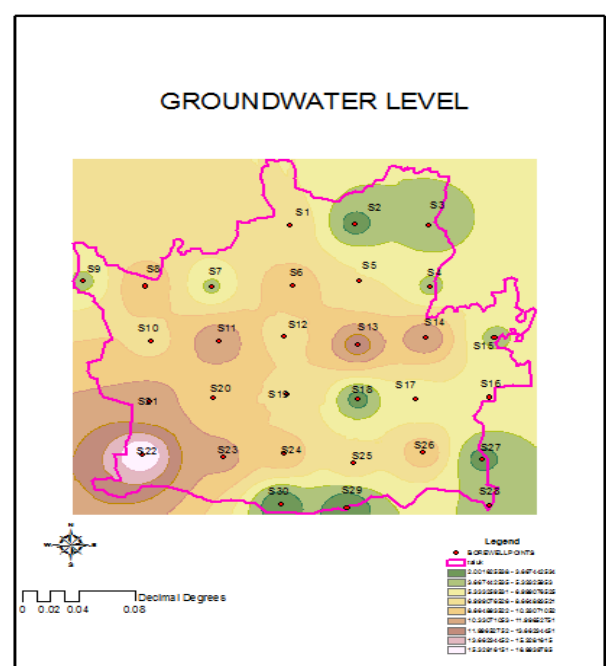 GROUNDWATER LEVEL
S1
S2
S3
S9
S8
S7
S6
S5
S4
S10
S11
S12
S13
S14
S15
S21
S20
S19
S18
S17
S16
S22
S23
S24
S25
S26
S27
S30
S29
S28
N
W E
S
Decimal Degrees
0 0.02 0.04 0.08
Legend
BOREWELLPOINTS